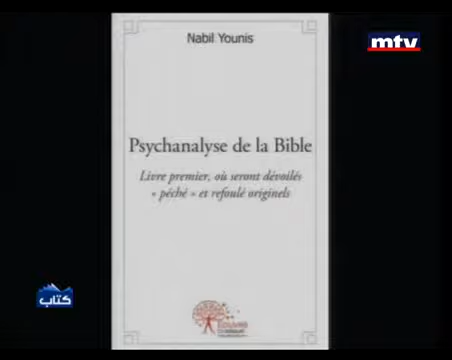 Nabil Younis
mtv
Psychanalyse de la Bible
Livre premier, où seront dévoilés
« péché » et refoulé originels
كتاب